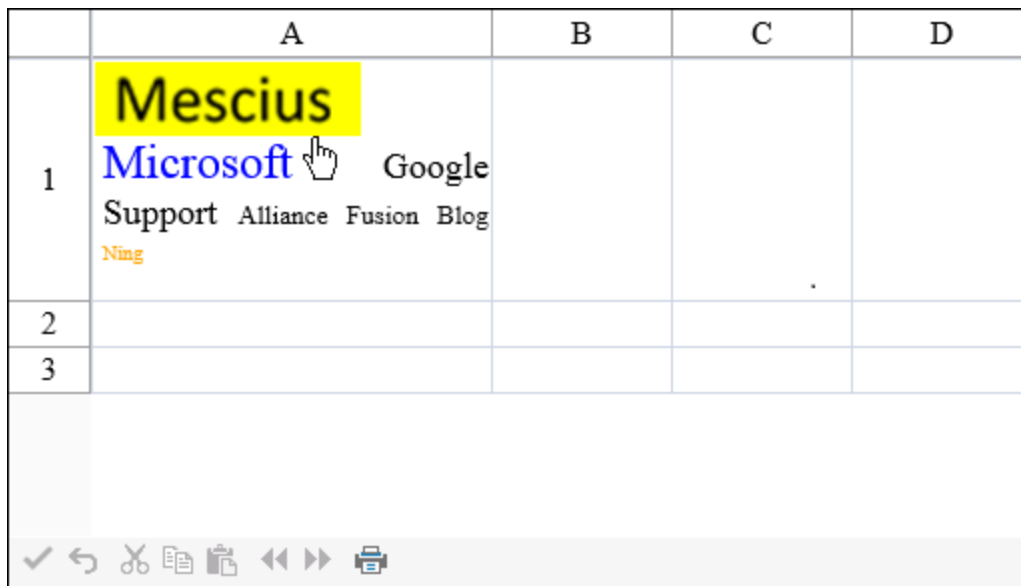 A B C D
1
Mescius
Microsoft Google
Support Alliance Fusion Blog
Ning
2
3